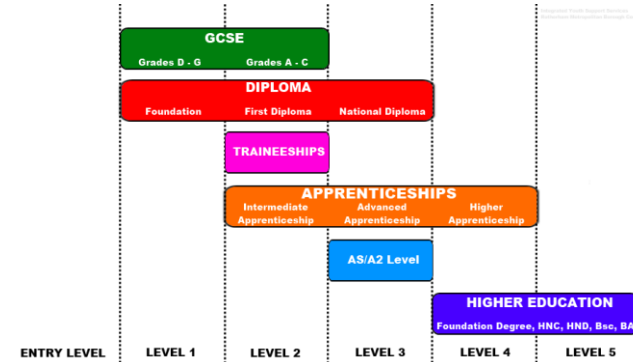 GCSE
Grades D - G Grades A - C
DIPLOMA
Foundation First Diploma National Diploma
TRAINEESHIPS
APPRENTICESHIPS
Intermediate Apprenticeship Advanced Apprenticeship Higher Apprenticeship
AS/A2 Level
HIGHER EDUCATION
Foundation Degree, HNC, HND, Bsc, BA
ENTRY LEVEL LEVEL 1 LEVEL 2 LEVEL 3 LEVEL 4 LEVEL 5